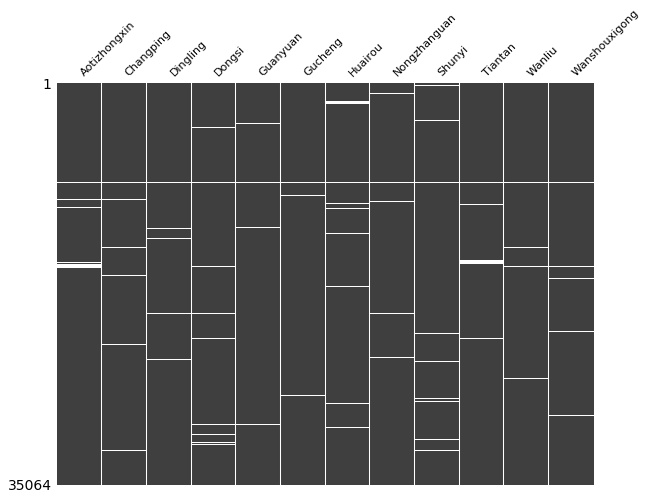 Aotizhongxin
Changping
Dingling
Dongsi
Guanyuan
Gucheng
Huairou
Nongzhanguan
Shunyi
Tiantan
Wanliu
Wanshouxigong
1
35064